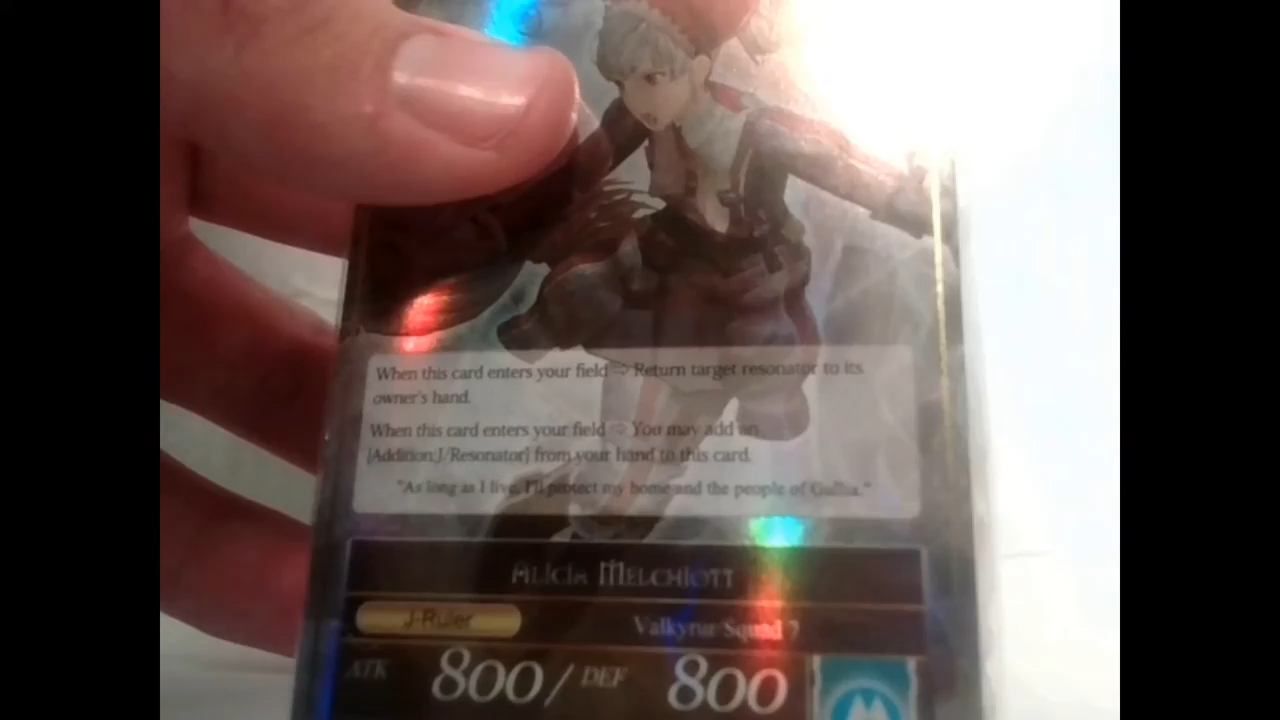 When this card enters your field ⇨ Return target resonator to its
owner's hand.
When this card enters your field ⇨ You may add an
[Addition:J/Resonator] from your hand to this card.
"As long as I live, I'll protect my home and the people of Gallia."
Alicia Melchiott
J-Ruler
Valkyrur Squad 7
ATK 800 / DEF 800